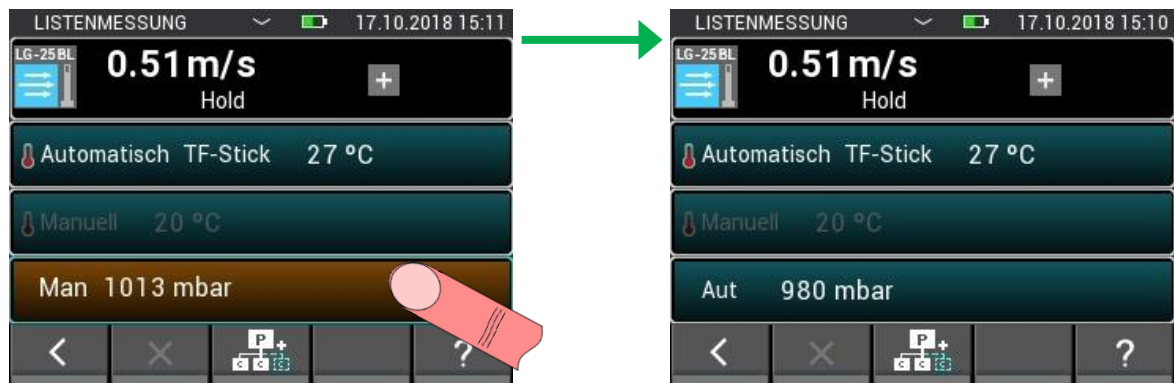 LISTENMESSUNG 17.10.2018 15:11
LG-25BL
0.51m/s
Hold
+
Automatisch TF-Stick 27 °C
Manuell 20 °C
Man 1013 mbar
< × P + C C C ?
LISTENMESSUNG 17.10.2018 15:10
LG-25BL
0.51m/s
Hold
+
Automatisch TF-Stick 27 °C
Manuell 20 °C
Aut 980 mbar
< × P + C C C ?